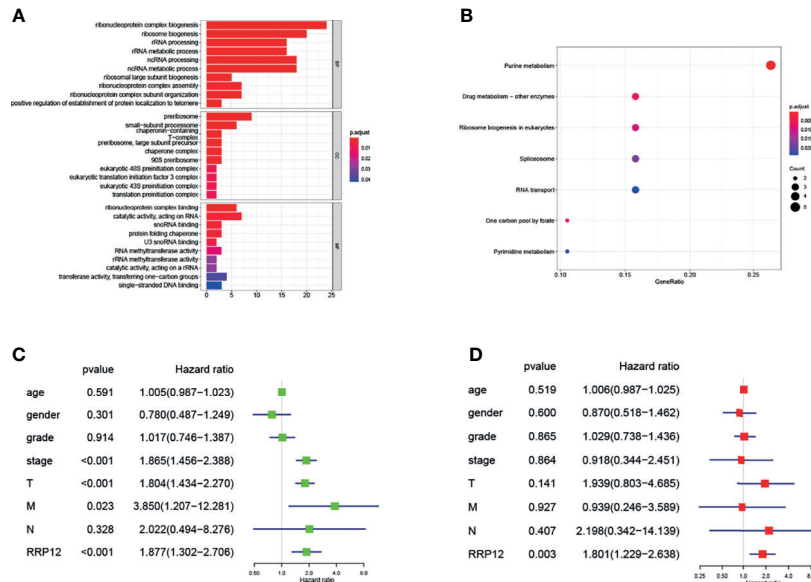 A
ribonucleoprotein complex biogenesis
ribosome biogenesis
rRNA processing
rRNA metabolic process
ncRNA processing
ncRNA metabolic process
ribosomal large subunit biogenesis
ribonucleoprotein complex assembly
ribonucleoprotein complex subunit organization
positive regulation of establishment of protein localization to telomere
BP
preribosome
small-subunit processome
chaperonin-containing
T-complex
preribosome, large subunit precursor
chaperone complex
90S preribosome
eukaryotic 48S preinitiation complex
eukaryotic translation initiation factor 3 complex
eukaryotic 43S preinitiation complex
translation preinitiation complex
CC
ribonucleoprotein complex binding
catalytic activity, acting on RNA
snoRNA binding
protein folding chaperone
U3 snoRNA binding
RNA methyltransferase activity
rRNA methyltransferase activity
catalytic activity, acting on a rRNA
transferase activity, transferring one-carbon groups
single-stranded DNA binding
MF
0 5 10 15 20 25
p.adjust
0.01
0.02
0.03
0.04
B
Purine metabolism
Drug metabolism - other enzymes
Ribosome biogenesis in eukaryotes
Spliceosome
RNA transport
One carbon pool by folate
Pyrimidine metabolism
0.10 0.15 0.20 0.25
GeneRatio
p.adjust
Count
2
3
4
5
C
pvalue Hazard ratio
age 0.591 1.005(0.987-1.023)
gender 0.301 0.780(0.487-1.249)
grade 0.914 1.017(0.746-1.387)
stage <0.001 1.865(1.456-2.388)
T <0.001 1.804(1.434-2.270)
M 0.023 3.850(1.207-12.281)
N 0.328 2.022(0.494-8.276)
RRP12 <0.001 1.877(1.302-2.706)
0.50 1.0 2.0 4.0 8.0
Hazard ratio
D
pvalue Hazard ratio
age 0.519 1.006(0.987-1.025)
gender 0.600 0.870(0.518-1.462)
grade 0.865 1.029(0.738-1.436)
stage 0.864 0.918(0.344-2.451)
T 0.141 1.939(0.803-4.685)
M 0.927 0.939(0.246-3.589)
N 0.407 2.198(0.342-14.139)
RRP12 0.003 1.801(1.229-2.638)
0.25 0.50 1.0 2.0 4.0 8.0
Hazard ratio